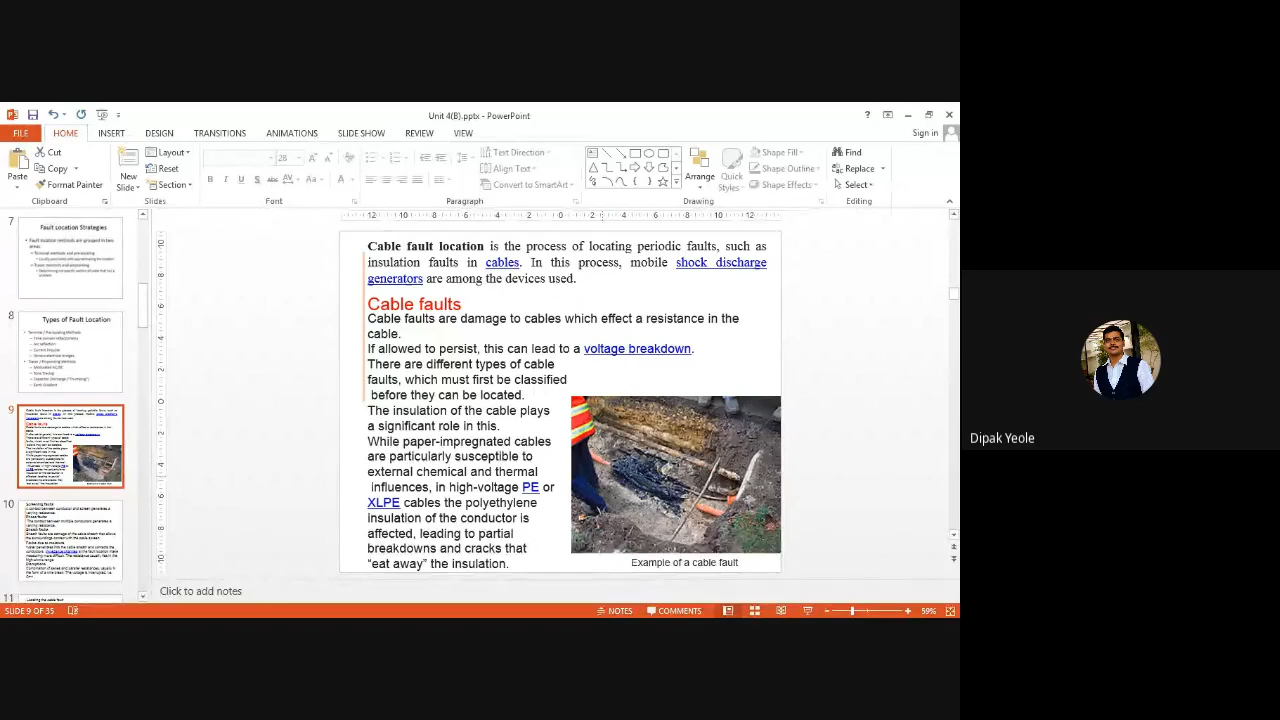 Unit 4(B).pptx - PowerPoint
Sign in
FILE HOME INSERT DESIGN TRANSITIONS ANIMATIONS SLIDE SHOW REVIEW VIEW
Paste
Cut
Copy
Format Painter
Clipboard
New Slide
Layout
Reset
Section
Slides
28
Font
Text Direction
Align Text
Convert to SmartArt
Paragraph
Arrange
Quick Styles
Shape Fill
Shape Outline
Shape Effects
Drawing
Find
Replace
Select
Editing
7
Fault Location Strategies
8
Types of Fault Location
9
10
11
Cable fault location is the process of locating periodic faults, such as
insulation faults in cables. In this process, mobile shock discharge
generators are among the devices used.
Cable faults
Cable faults are damage to cables which effect a resistance in the
cable.
If allowed to persist, this can lead to a voltage breakdown.
There are different types of cable
faults, which must first be classified
before they can be located.
The insulation of the cable plays
a significant role in this.
While paper-impregnated cables
are particularly susceptible to
external chemical and thermal
influences, in high-voltage PE or
XLPE cables the polyethylene
insulation of the conductor is
affected, leading to partial
breakdowns and cracks that
“eat away” the insulation.
Example of a cable fault
Click to add notes
SLIDE 9 OF 35
NOTES COMMENTS 59%
Dipak Yeole